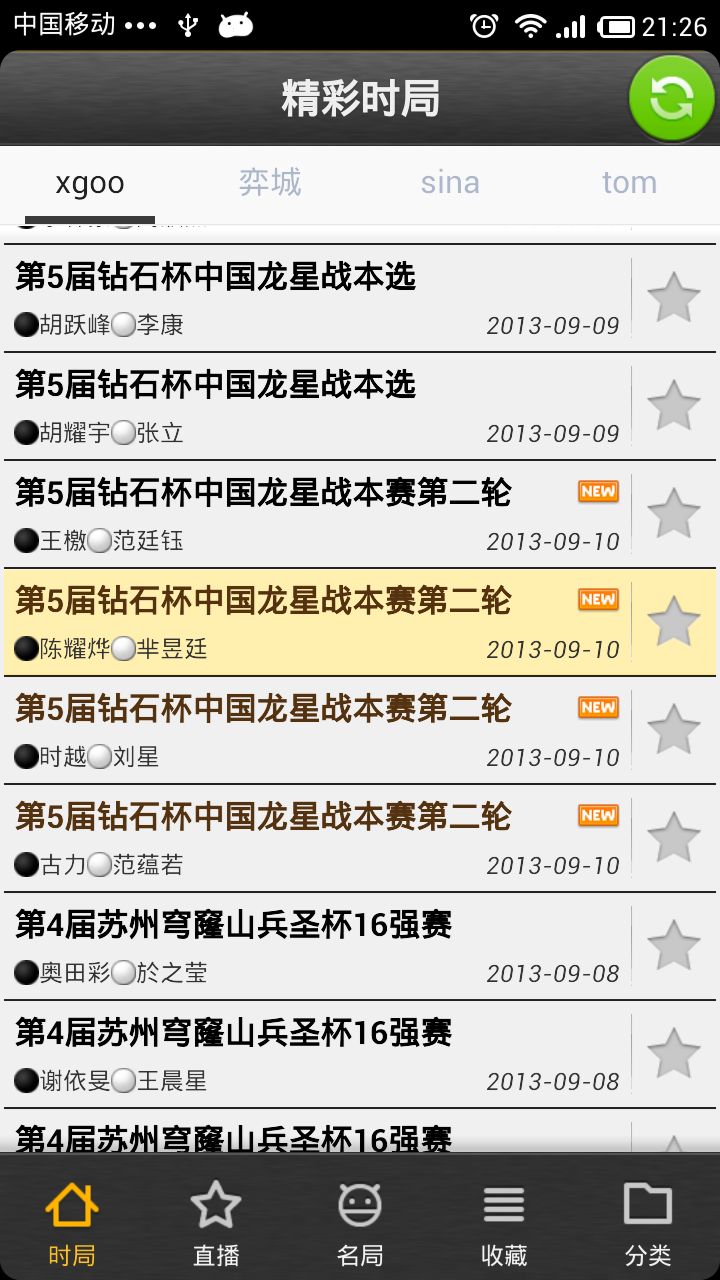 中国移动 ••• 21:26
精彩时局
xgoo 弈城 sina tom
第5届钻石杯中国龙星战本选
胡跃峰 李康 2013-09-09
第5届钻石杯中国龙星战本选
胡耀宇 张立 2013-09-09
第5届钻石杯中国龙星战本赛第二轮 NEW
王檄 范廷钰 2013-09-10
第5届钻石杯中国龙星战本赛第二轮 NEW
陈耀烨 芈昱廷 2013-09-10
第5届钻石杯中国龙星战本赛第二轮 NEW
时越 刘星 2013-09-10
第5届钻石杯中国龙星战本赛第二轮 NEW
古力 范蕴若 2013-09-10
第4届苏州穹窿山兵圣杯16强赛
奥田彩 於之莹 2013-09-08
第4届苏州穹窿山兵圣杯16强赛
谢依旻 王晨星 2013-09-08
第4届苏州穹窿山兵圣杯16强赛
时局 直播 名局 收藏 分类